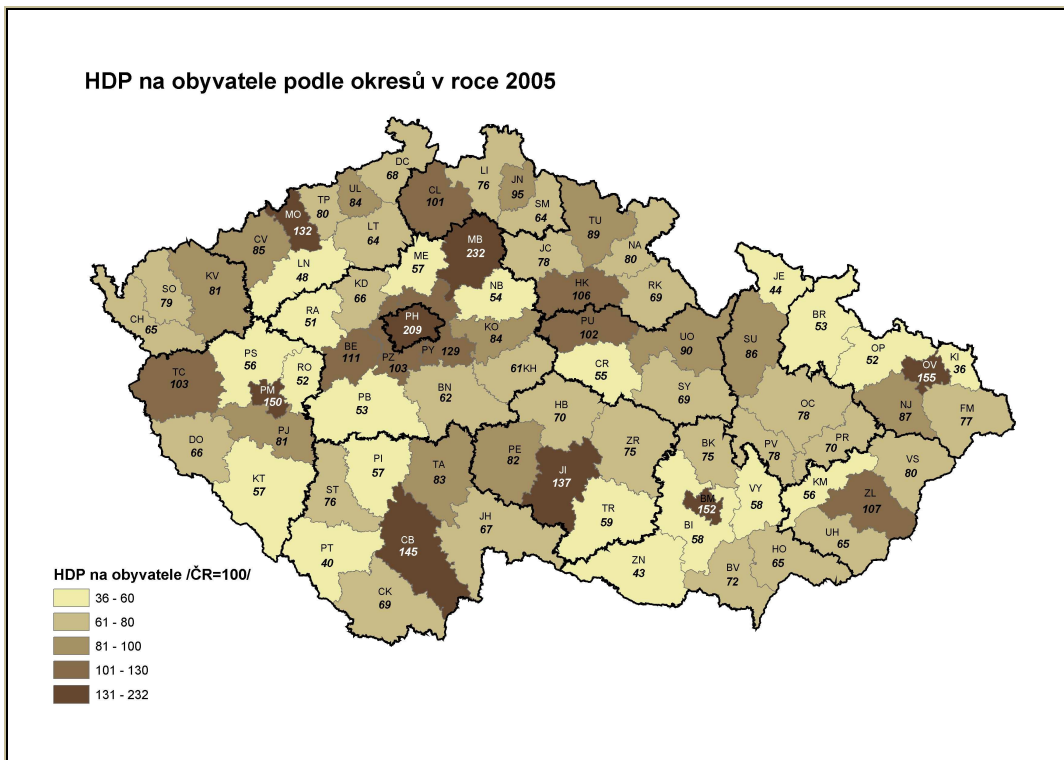 HDP na obyvatele podle okresů v roce 2005
DC
68
LI
76
JN
95
UL
84
CL
101
TP
80
MO
132
SM
64
TU
89
LT
64
CV
85
MB
232
JC
78
NA
80
ME
57
LN
48
KV
81
SO
79
KD
66
NB
54
HK
106
RK
69
JE
44
CH
65
RA
51
PH
209
BR
53
KO
84
PU
102
UO
90
SU
86
BE
111
PZ
103
PY 129
PS
56
RO
52
OP
52
KI
36
OV
155
TC
103
61KH
CR
55
PM
150
BN
62
SY
69
PB
53
HB
70
OC
78
NJ
87
FM
77
PJ
81
DO
66
ZR
75
BK
75
PV
78
PR
70
PE
82
TA
83
PI
57
VS
80
KT
57
JI
137
KM
56
ZL
107
VY
58
ST
76
BM
152
TR
59
JH
67
BI
58
UH
65
CB
145
PT
40
ZN
43
HO
65
BV
72
CK
69
HDP na obyvatele /ČR=100/
36 - 60
61 - 80
81 - 100
101 - 130
131 - 232